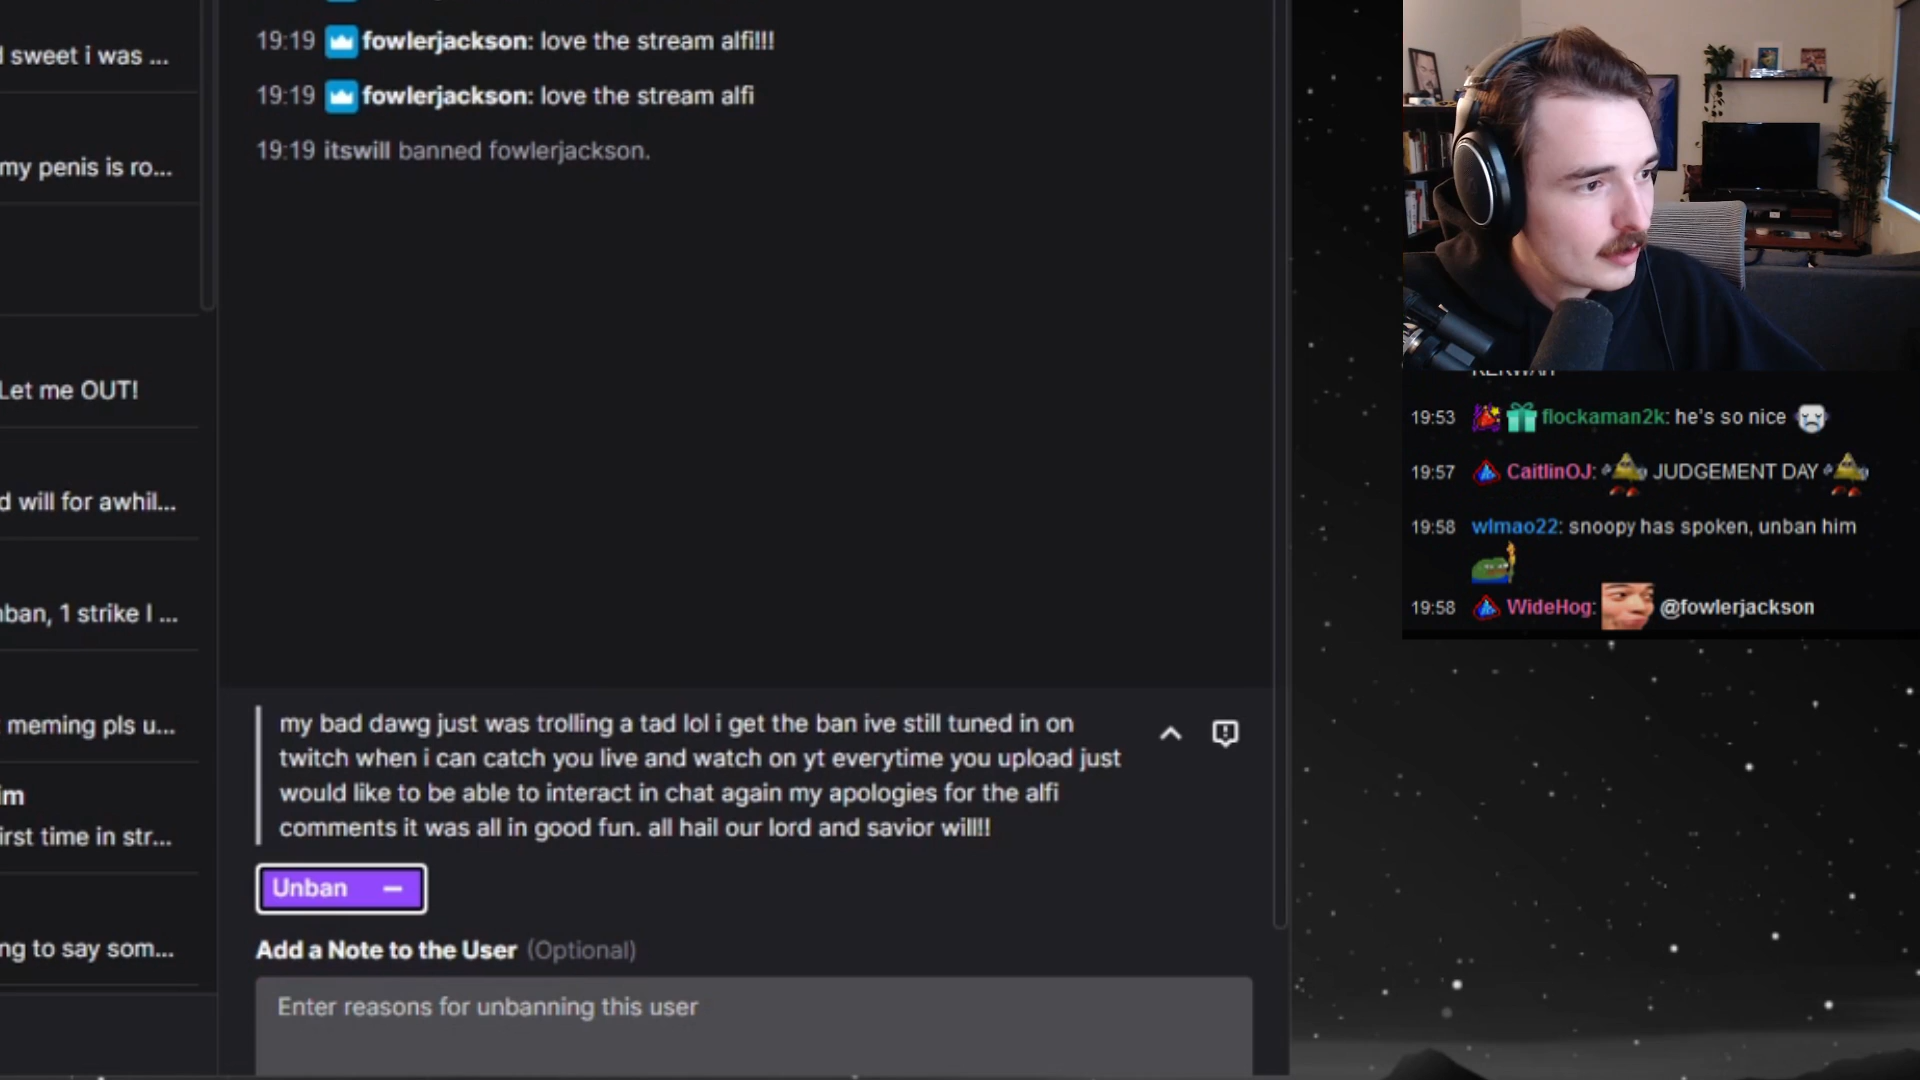 l sweet i was ...
my penis is ro...
Let me OUT!
d will for awhil...
nban, 1 strike I ...
meming pls u...
im
irst time in str...
ng to say som...
19:19 fowlerjackson: love the stream alfi!!!
19:19 fowlerjackson: love the stream alfi
19:19 itswill banned fowlerjackson.
my bad dawg just was trolling a tad lol i get the ban ive still tuned in on
twitch when i can catch you live and watch on yt everytime you upload just
would like to be able to interact in chat again my apologies for the alfi
comments it was all in good fun. all hail our lord and savior will!!
Unban
Add a Note to the User (Optional)
Enter reasons for unbanning this user
19:53 flockaman2k: he's so nice
19:57 CaitlinOJ: JUDGEMENT DAY
19:58 wlmao22: snoopy has spoken, unban him
19:58 WideHog: @fowlerjackson